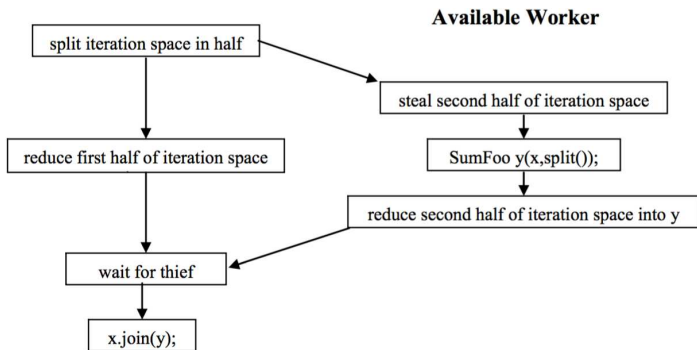 Available Worker
split iteration space in half
steal second half of iteration space
reduce first half of iteration space
SumFoo y(x,split());
reduce second half of iteration space into y
wait for thief
x.join(y);